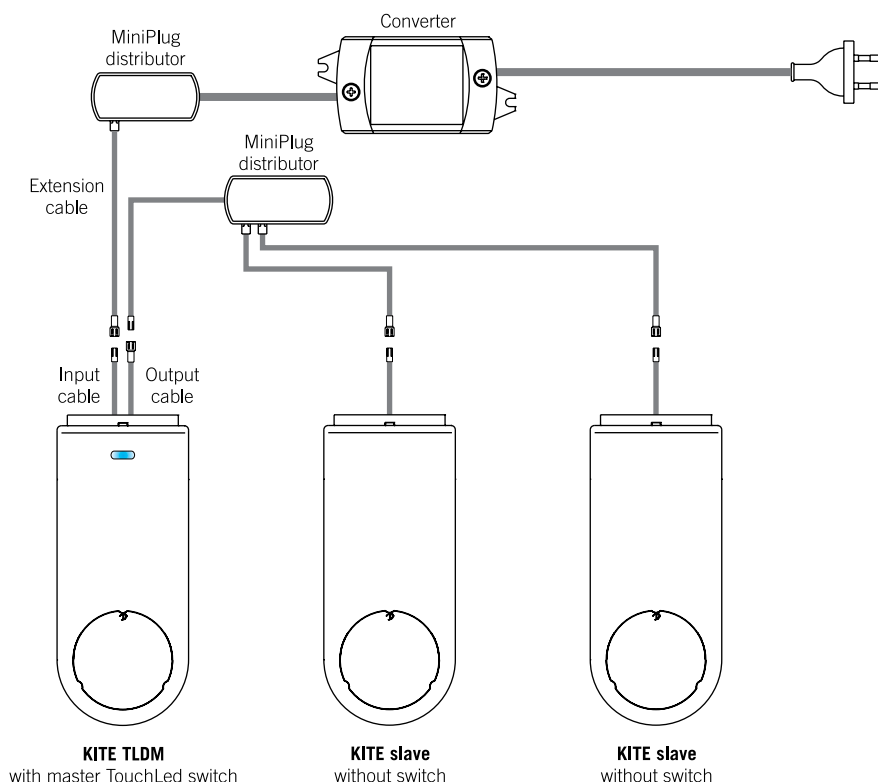 Converter
MiniPlug
distributor
MiniPlug
distributor
Extension
cable
Input
cable
Output
cable
KITE TLDM
with master TouchLed switch
KITE slave
without switch
KITE slave
without switch